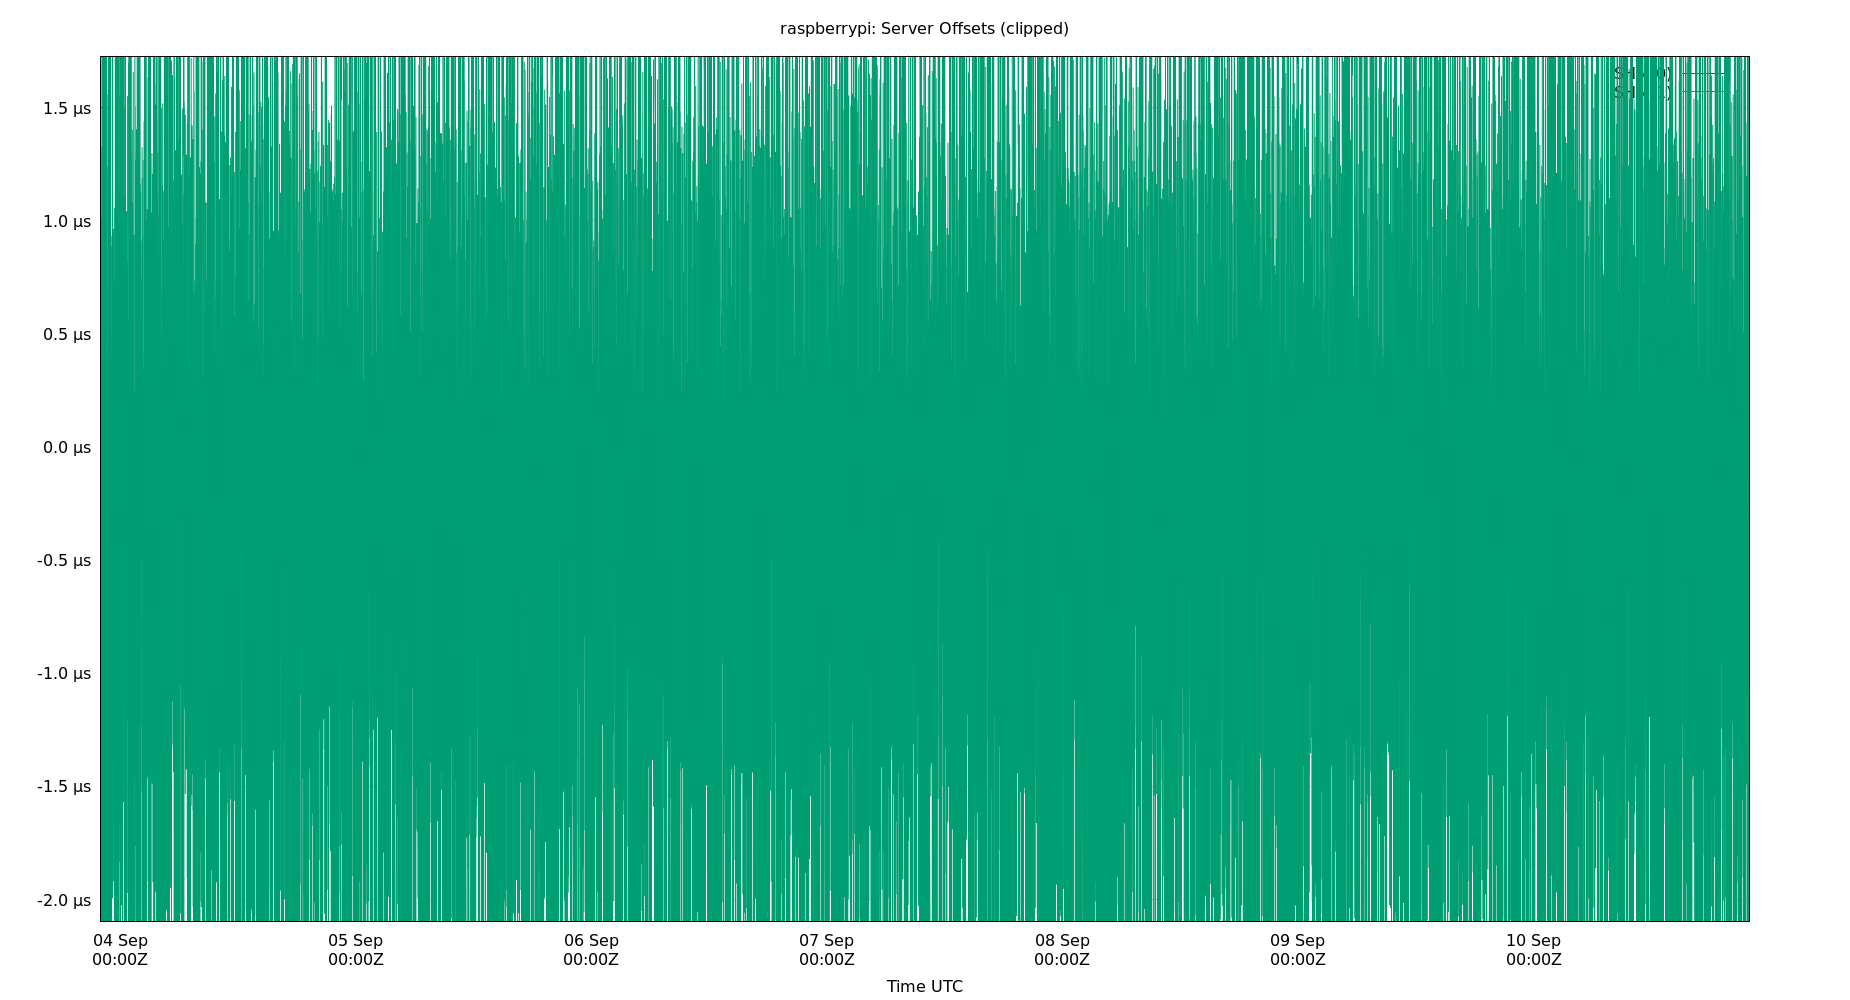 raspberrypi: Server Offsets (clipped)
1.5 µs
1.0 µs
0.5 µs
0.0 µs
-0.5 µs
-1.0 µs
-1.5 µs
-2.0 µs
04 Sep 05 Sep 06 Sep 07 Sep 08 Sep 09 Sep 10 Sep
00:00Z 00:00Z 00:00Z 00:00Z 00:00Z 00:00Z 00:00Z
Time UTC